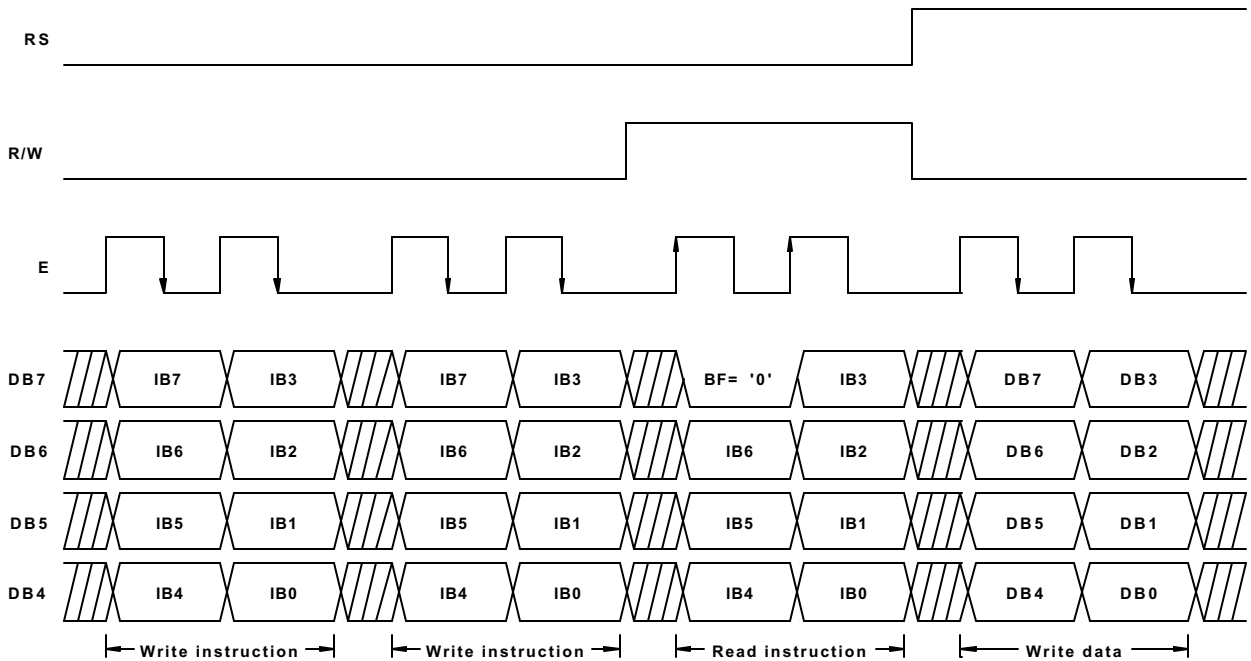 RS
R/W
E
DB7 IB7 IB3 IB7 IB3 BF= '0' IB3 DB7 DB3
DB6 IB6 IB2 IB6 IB2 IB6 IB2 DB6 DB2
DB5 IB5 IB1 IB5 IB1 IB5 IB1 DB5 DB1
DB4 IB4 IB0 IB4 IB0 IB4 IB0 DB4 DB0
Write instruction Write instruction Read instruction Write data